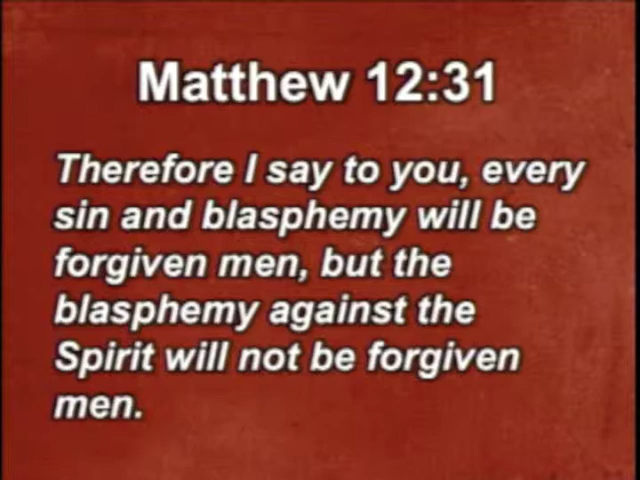 Matthew 12:31
Therefore I say to you, every
sin and blasphemy will be
forgiven men, but the
blasphemy against the
Spirit will not be forgiven
men.